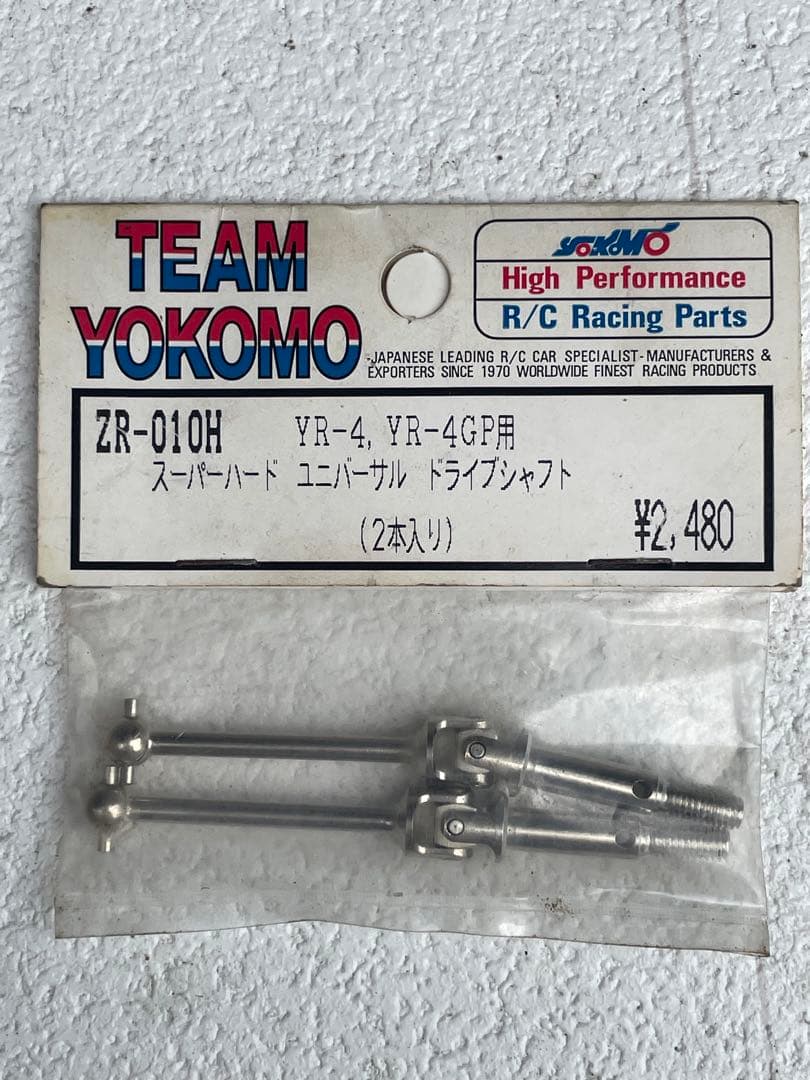 TEAM
YOKOMO
YOKOMO
High Performance
R/C Racing Parts
-JAPANESE LEADING R/C CAR SPECIALIST-MANUFACTURERS &
EXPORTERS SINCE 1970 WORLDWIDE FINEST RACING PRODUCTS
ZR-010H YR-4, YR-4GP用
スーパーハード ユニバーサル ドライブシャフト
(2本入り) ¥2,480